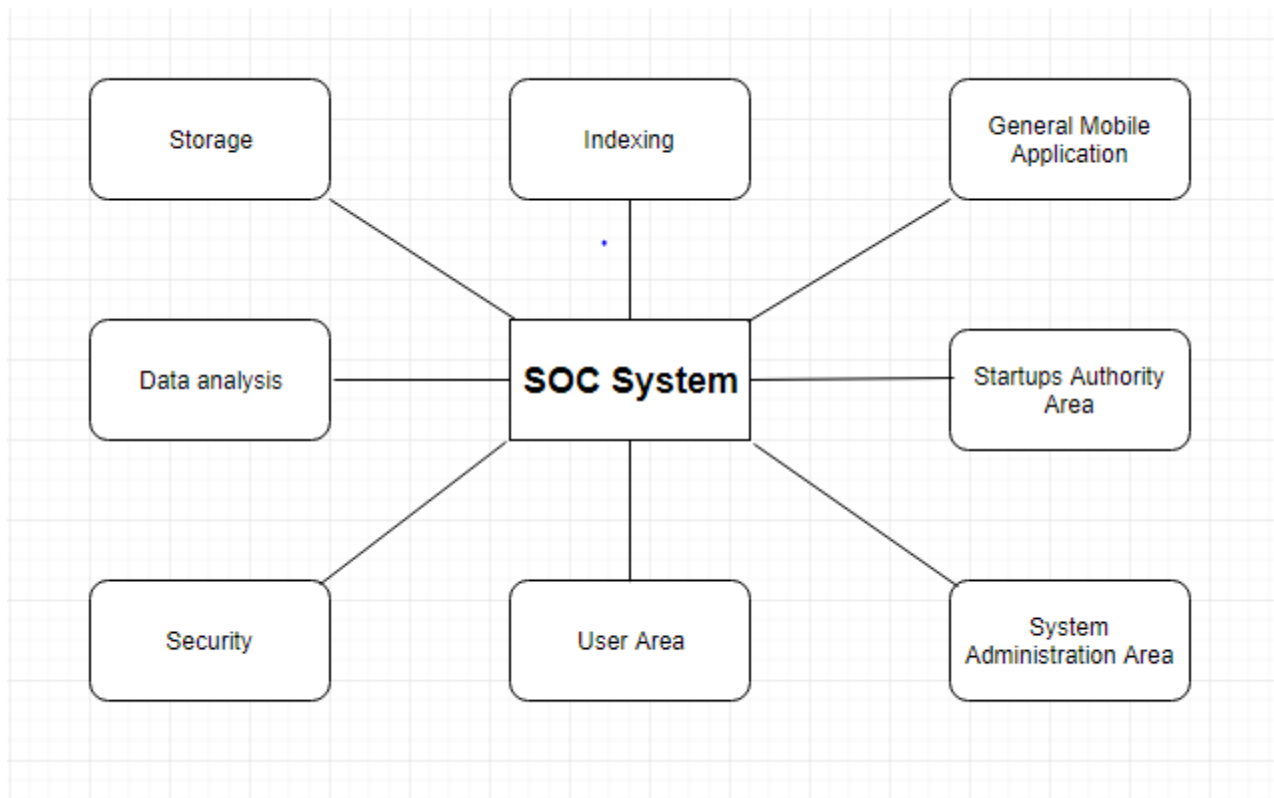 Storage
Indexing
General Mobile
Application
Data analysis
SOC System
Startups Authority
Area
Security
User Area
System
Administration Area